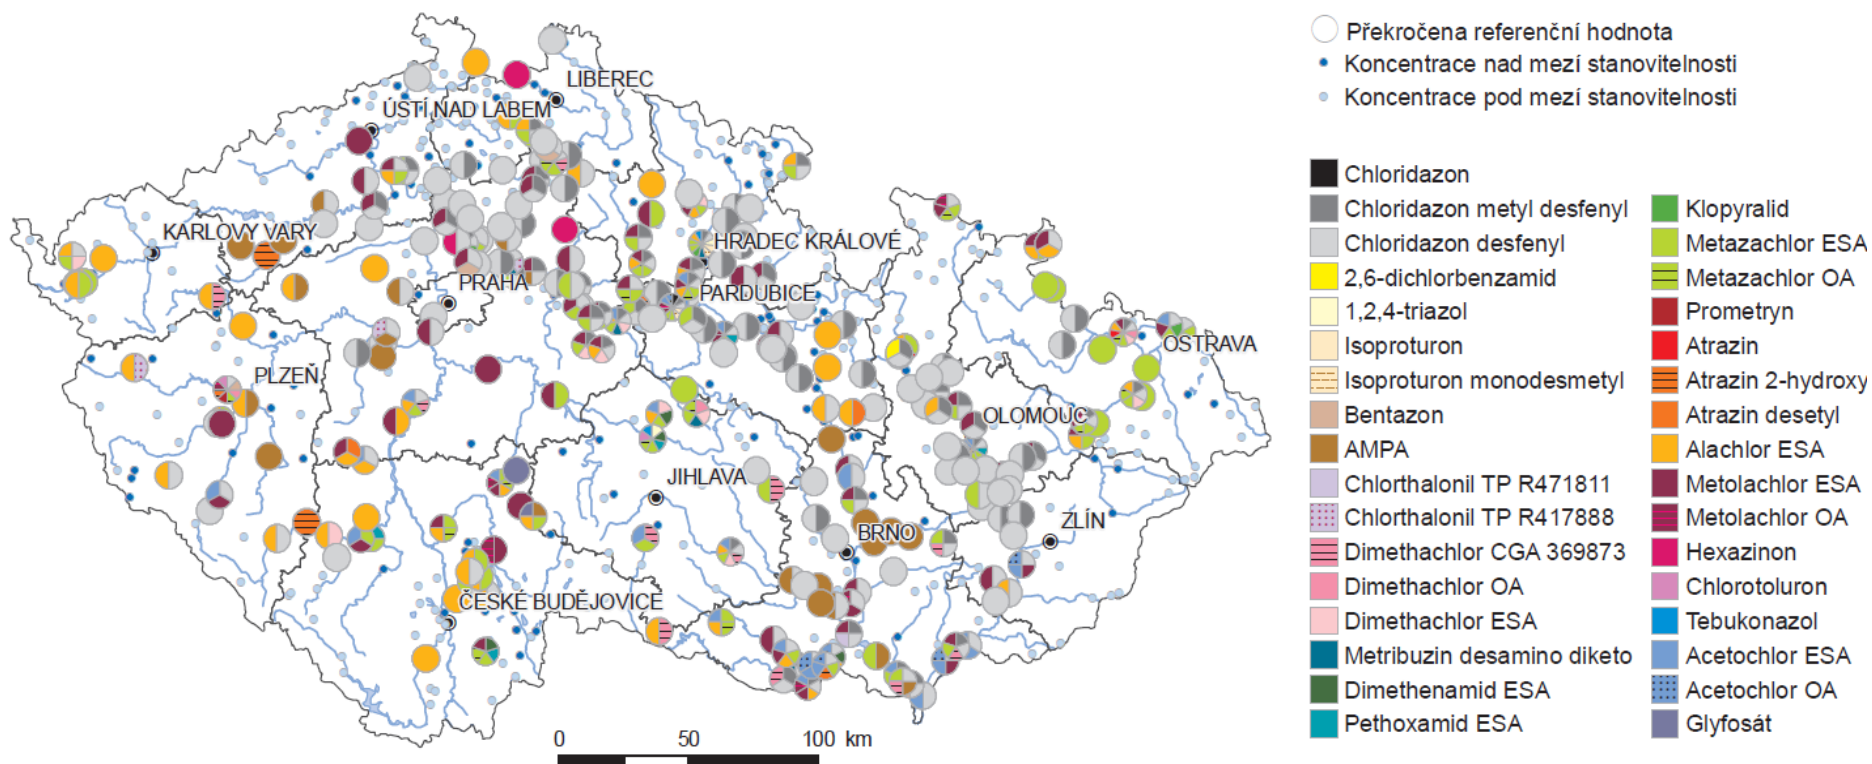 LIBEREC
ÚSTÍ NAD LABEM
KARLOVY VARY
HRADEC KRÁLOVÉ
PRAHA
PARDUBICE
OSTRAVA
PLZEŇ
OLOMOUC
JIHLAVA
BRNO
ZLÍN
ČESKÉ BUDĚJOVICE
0 50 100 km
Překročena referenční hodnota
Koncentrace nad mezí stanovitelnosti
Koncentrace pod mezí stanovitelnosti
Chloridazon
Chloridazon metyl desfenyl
Chloridazon desfenyl
2,6-dichlorbenzamid
1,2,4-triazol
Isoproturon
Isoproturon monodesmetyl
Bentazon
AMPA
Chlorthalonil TP R471811
Chlorthalonil TP R417888
Dimethachlor CGA 369873
Dimethachlor OA
Dimethachlor ESA
Metribuzin desamino diketo
Dimethenamid ESA
Pethoxamid ESA
Klopyralid
Metazachlor ESA
Metazachlor OA
Prometryn
Atrazin
Atrazin 2-hydroxy
Atrazin desetyl
Alachlor ESA
Metolachlor ESA
Metolachlor OA
Hexazinon
Chlorotoluron
Tebukonazol
Acetochlor ESA
Acetochlor OA
Glyfosát